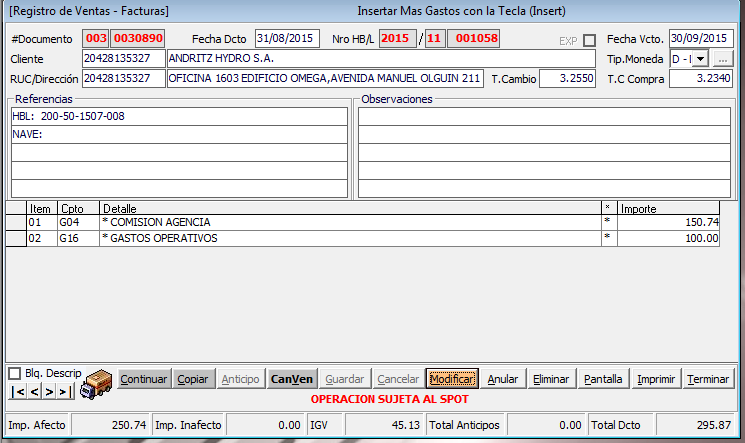 [Registro de Ventas - Facturas] Insertar Mas Gastos con la Tecla (Insert)
#Documento 003 0030890 Fecha Dcto 31/08/2015 Nro HB/L 2015 / 11 001058 EXP Fecha Vcto. 30/09/2015
Cliente 20428135327 ANDRITZ HYDRO S.A. Tip.Moneda D - ...
RUC/Dirección 20428135327 OFICINA 1603 EDIFICIO OMEGA,AVENIDA MANUEL OLGUIN 211 T.Cambio 3.2550 T.C Compra 3.2340
Referencias Observaciones
HBL: 200-50-1507-008
NAVE:
Item Cpto Detalle * Importe
01 G04 * COMISION AGENCIA * 150.74
02 G16 * GASTOS OPERATIVOS * 100.00
Blq. Descrip
|< < > >| Continuar Copiar Anticipo CanVen Guardar Cancelar Modificar Anular Eliminar Pantalla Imprimir Terminar
OPERACION SUJETA AL SPOT
Imp. Afecto 250.74 Imp. Inafecto 0.00 IGV 45.13 Total Anticipos 0.00 Total Dcto 295.87